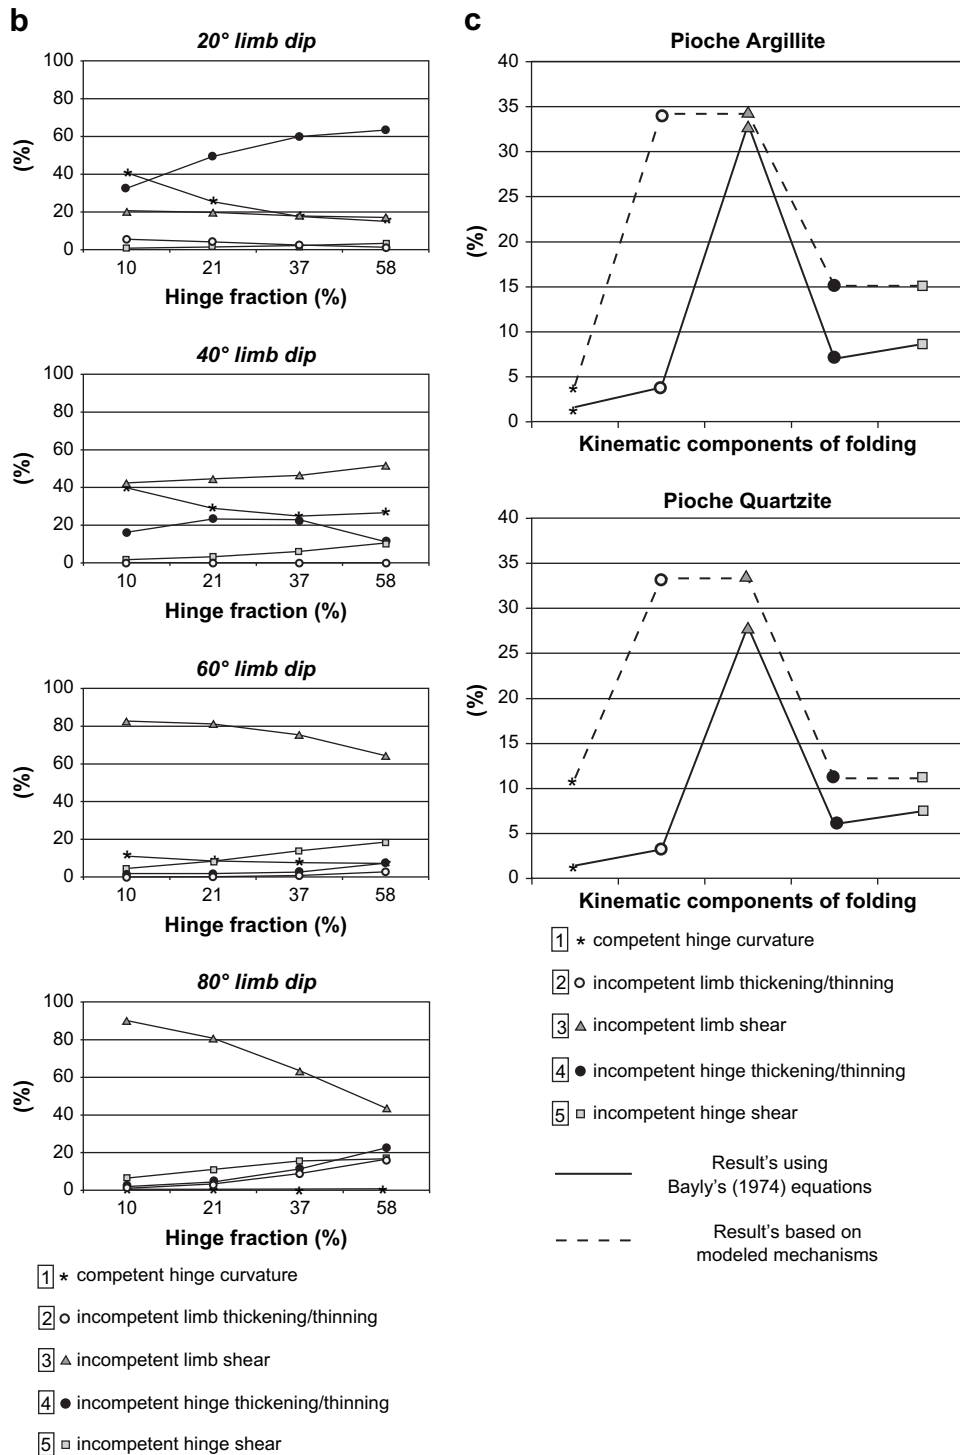 b
20° limb dip
100
80
60
40
20
0
(%)
10 21 37 58
Hinge fraction (%)
40° limb dip
100
80
60
40
20
0
(%)
10 21 37 58
Hinge fraction (%)
60° limb dip
100
80
60
40
20
0
(%)
10 21 37 58
Hinge fraction (%)
80° limb dip
100
80
60
40
20
0
(%)
10 21 37 58
Hinge fraction (%)
1 * competent hinge curvature
2 incompetent limb thickening/thinning
3 incompetent limb shear
4 incompetent hinge thickening/thinning
5 incompetent hinge shear
c
Pioche Argillite
40
35
30
25
20
15
10
5
0
(%)
Kinematic components of folding
Pioche Quartzite
40
35
30
25
20
15
10
5
0
(%)
Kinematic components of folding
1 * competent hinge curvature
2 incompetent limb thickening/thinning
3 incompetent limb shear
4 incompetent hinge thickening/thinning
5 incompetent hinge shear
Result's using
Bayly's (1974) equations
Result's based on
modeled mechanisms